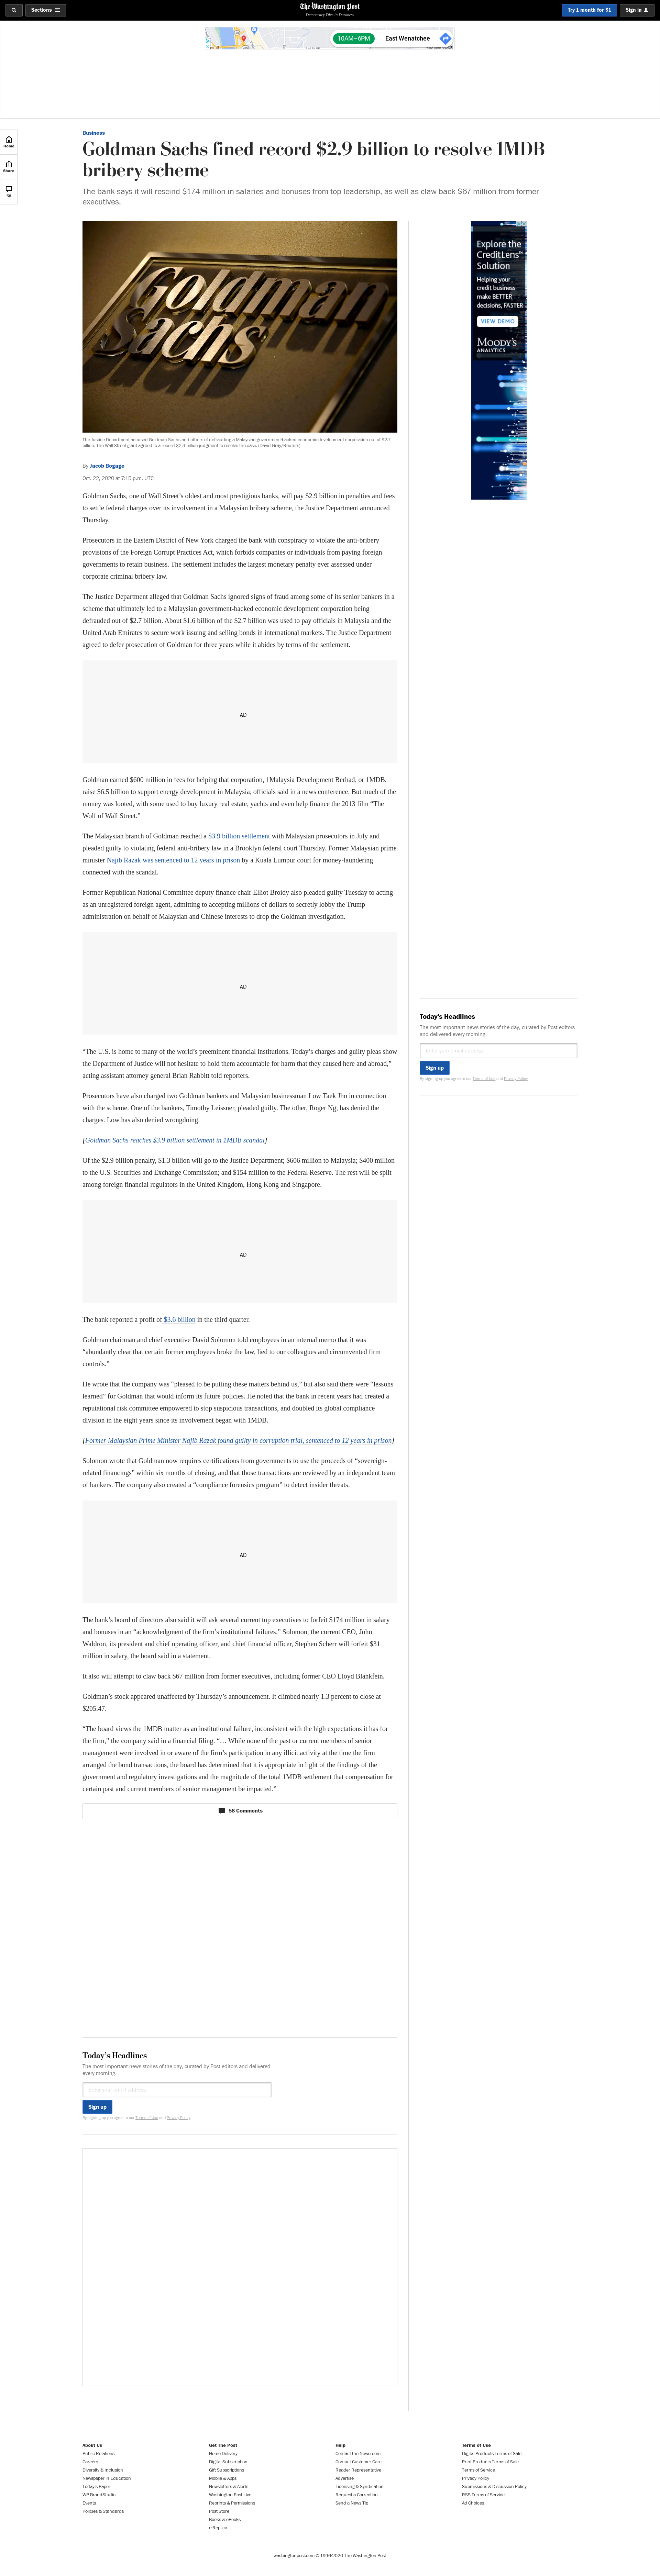 Sections
The Washington Post
Democracy Dies in Darkness
Try 1 month for $1
Sign in
10AM–6PM
East Wenatchee
Home
Share
58
Business
Goldman Sachs fined record $2.9 billion to resolve 1MDB
bribery scheme
The bank says it will rescind $174 million in salaries and bonuses from top leadership, as well as claw back $67 million from former
executives.
Goldman
Sachs
Explore the
CreditLens™
Solution
Helping your
credit business
make BETTER
decisions, FASTER
VIEW DEMO
MOODY'S
ANALYTICS
The Justice Department accused Goldman Sachs and others of defrauding a Malaysian government-backed economic development corporation out of $2.7
billion. The Wall Street giant agreed to a record $2.9 billion judgment to resolve the case. (David Gray/Reuters)
By Jacob Bogage
Oct. 22, 2020 at 7:15 p.m. UTC
Goldman Sachs, one of Wall Street's oldest and most prestigious banks, will pay $2.9 billion in penalties and fees
to settle federal charges over its involvement in a Malaysian bribery scheme, the Justice Department announced
Thursday.
Prosecutors in the Eastern District of New York charged the bank with conspiracy to violate the anti-bribery
provisions of the Foreign Corrupt Practices Act, which forbids companies or individuals from paying foreign
governments to retain business. The settlement includes the largest monetary penalty ever assessed under
corporate criminal bribery law.
The Justice Department alleged that Goldman Sachs ignored signs of fraud among some of its senior bankers in a
scheme that ultimately led to a Malaysian government-backed economic development corporation being
defrauded out of $2.7 billion. About $1.6 billion of the $2.7 billion was used to pay officials in Malaysia and the
United Arab Emirates to secure work issuing and selling bonds in international markets. The Justice Department
agreed to defer prosecution of Goldman for three years while it abides by terms of the settlement.
AD
Goldman earned $600 million in fees for helping that corporation, 1Malaysia Development Berhad, or 1MDB,
raise $6.5 billion to support energy development in Malaysia, officials said in a news conference. But much of the
money was looted, with some used to buy luxury real estate, yachts and even help finance the 2013 film “The
Wolf of Wall Street.”
The Malaysian branch of Goldman reached a $3.9 billion settlement with Malaysian prosecutors in July and
pleaded guilty to violating federal anti-bribery law in a Brooklyn federal court Thursday. Former Malaysian prime
minister Najib Razak was sentenced to 12 years in prison by a Kuala Lumpur court for money-laundering
connected with the scandal.
Former Republican National Committee deputy finance chair Elliot Broidy also pleaded guilty Tuesday to acting
as an unregistered foreign agent, admitting to accepting millions of dollars to secretly lobby the Trump
administration on behalf of Malaysian and Chinese interests to drop the Goldman investigation.
AD
“The U.S. is home to many of the world’s preeminent financial institutions. Today’s charges and guilty pleas show
the Department of Justice will not hesitate to hold them accountable for harm that they caused here and abroad,”
acting assistant attorney general Brian Rabbitt told reporters.
Prosecutors have also charged two Goldman bankers and Malaysian businessman Low Taek Jho in connection
with the scheme. One of the bankers, Timothy Leissner, pleaded guilty. The other, Roger Ng, has denied the
charges. Low has also denied wrongdoing.
[Goldman Sachs reaches $3.9 billion settlement in 1MDB scandal]
Of the $2.9 billion penalty, $1.3 billion will go to the Justice Department; $606 million to Malaysia; $400 million
to the U.S. Securities and Exchange Commission; and $154 million to the Federal Reserve. The rest will be split
among foreign financial regulators in the United Kingdom, Hong Kong and Singapore.
AD
The bank reported a profit of $3.6 billion in the third quarter.
Goldman chairman and chief executive David Solomon told employees in an internal memo that it was
“abundantly clear that certain former employees broke the law, lied to our colleagues and circumvented firm
controls.”
He wrote that the company was “pleased to be putting these matters behind us,” but also said there were “lessons
learned” for Goldman that would inform its future policies. He noted that the bank in recent years had created a
reputational risk committee empowered to stop suspicious transactions, and doubled its global compliance
division in the eight years since its involvement began with 1MDB.
[Former Malaysian Prime Minister Najib Razak found guilty in corruption trial, sentenced to 12 years in prison]
Solomon wrote that Goldman now requires certifications from governments to use the proceeds of “sovereign-
related financings” within six months of closing, and that those transactions are reviewed by an independent team
of bankers. The company also created a “compliance forensics program” to detect insider threats.
AD
The bank’s board of directors also said it will ask several current top executives to forfeit $174 million in salary
and bonuses in an “acknowledgment of the firm’s institutional failures.” Solomon, the current CEO, John
Waldron, its president and chief operating officer, and chief financial officer, Stephen Scherr will forfeit $31
million in salary, the board said in a statement.
It also will attempt to claw back $67 million from former executives, including former CEO Lloyd Blankfein.
Goldman’s stock appeared unaffected by Thursday’s announcement. It climbed nearly 1.3 percent to close at
$205.47.
“The board views the 1MDB matter as an institutional failure, inconsistent with the high expectations it has for
the firm,” the company said in a financial filing. “… While none of the past or current members of senior
management were involved in or aware of the firm’s participation in any illicit activity at the time the firm
arranged the bond transactions, the board has determined that it is appropriate in light of the findings of the
government and regulatory investigations and the magnitude of the total 1MDB settlement that compensation for
certain past and current members of senior management be impacted.”
58 Comments
Today’s Headlines
The most important news stories of the day, curated by Post editors
and delivered every morning.
Enter your email address
Sign up
By signing up you agree to our Terms of Use and Privacy Policy
Today’s Headlines
The most important news stories of the day, curated by Post editors and delivered
every morning.
Enter your email address
Sign up
By signing up you agree to our Terms of Use and Privacy Policy
About Us
Public Relations
Careers
Diversity & Inclusion
Newspaper in Education
Today's Paper
WP BrandStudio
Events
Policies & Standards
Get The Post
Home Delivery
Digital Subscription
Gift Subscriptions
Mobile & Apps
Newsletters & Alerts
Washington Post Live
Reprints & Permissions
Post Store
Books & eBooks
e-Replica
Help
Contact the Newsroom
Contact Customer Care
Reader Representative
Advertise
Licensing & Syndication
Request a Correction
Send a News Tip
Terms of Use
Digital Products Terms of Sale
Print Products Terms of Sale
Terms of Service
Privacy Policy
Submissions & Discussion Policy
RSS Terms of Service
Ad Choices
washingtonpost.com © 1996-2020 The Washington Post